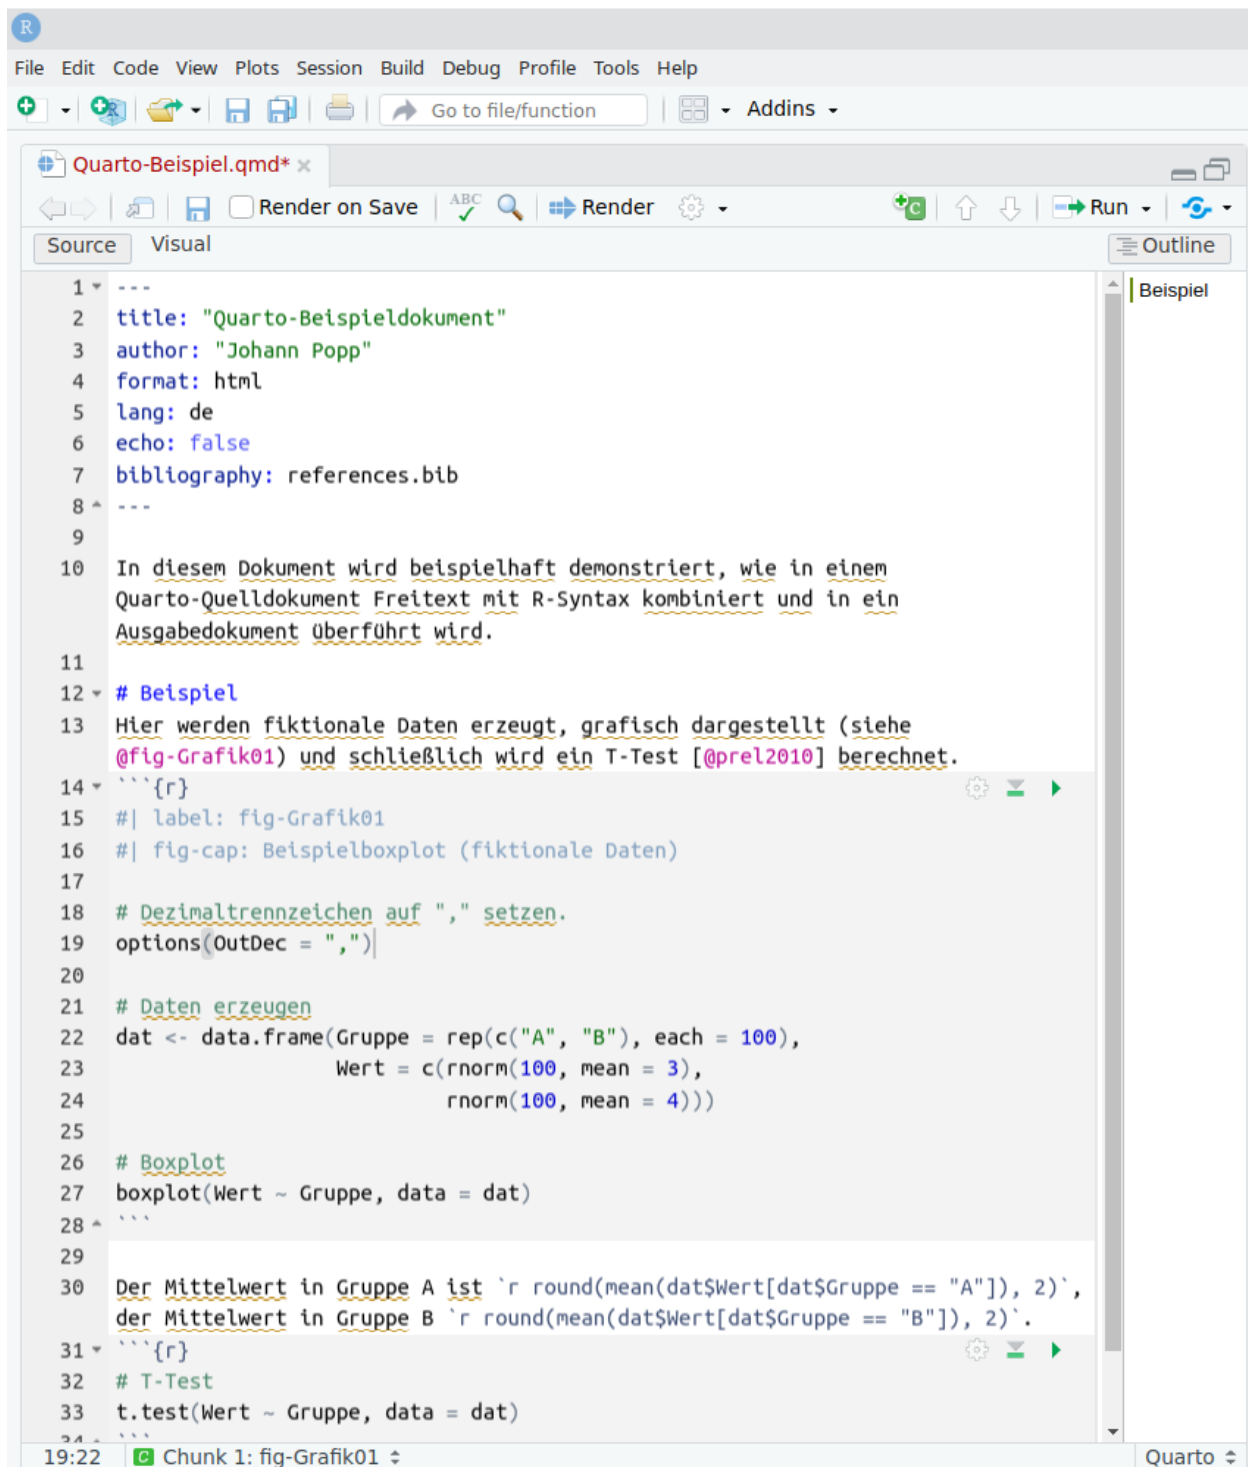 R
File Edit Code View Plots Session Build Debug Profile Tools Help
Go to file/function Addins
Quarto-Beispiel.qmd*
Render on Save ABC Render Run
Source Visual Outline
Beispiel
1 ---
2 title: "Quarto-Beispieldokument"
3 author: "Johann Popp"
4 format: html
5 lang: de
6 echo: false
7 bibliography: references.bib
8 ---
9
10 In diesem Dokument wird beispielhaft demonstriert, wie in einem
Quarto-Quelldokument Freitext mit R-Syntax kombiniert und in ein
Ausgabedokument überführt wird.
11
12 # Beispiel
13 Hier werden fiktionale Daten erzeugt, grafisch dargestellt (siehe
@fig-Grafik01) und schließlich wird ein T-Test [@prel2010] berechnet.
14 ```{r}
15 #| label: fig-Grafik01
16 #| fig-cap: Beispielboxplot (fiktionale Daten)
17
18 # Dezimaltrennzeichen auf "," setzen.
19 options(OutDec = ",")
20
21 # Daten erzeugen
22 dat <- data.frame(Gruppe = rep(c("A", "B"), each = 100),
23 Wert = c(rnorm(100, mean = 3),
24 rnorm(100, mean = 4)))
25
26 # Boxplot
27 boxplot(Wert ~ Gruppe, data = dat)
28 ```
29
30 Der Mittelwert in Gruppe A ist `r round(mean(dat$Wert[dat$Gruppe == "A"]), 2)`,
der Mittelwert in Gruppe B `r round(mean(dat$Wert[dat$Gruppe == "B"]), 2)`.
31 ```{r}
32 # T-Test
33 t.test(Wert ~ Gruppe, data = dat)
34 ```
19:22 C Chunk 1: fig-Grafik01 Quarto